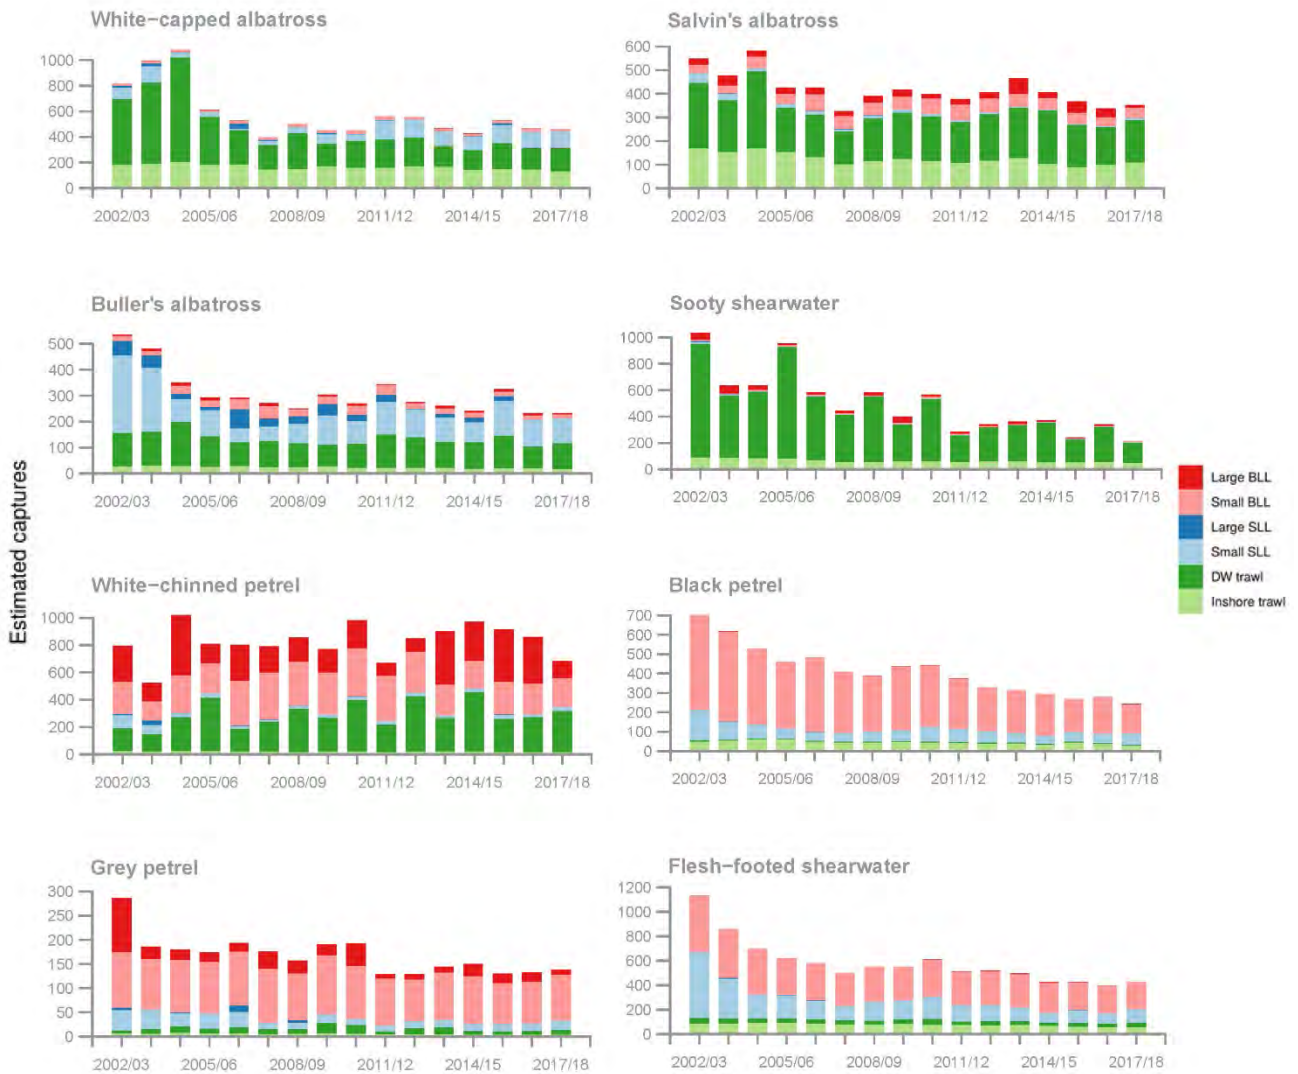 White-capped albatross
1000
800
600
400
200
0
2002/03 2005/06 2008/09 2011/12 2014/15 2017/18
Salvin's albatross
600
500
400
300
200
100
0
2002/03 2005/06 2008/09 2011/12 2014/15 2017/18
Buller's albatross
500
400
300
200
100
0
2002/03 2005/06 2008/09 2011/12 2014/15 2017/18
Sooty shearwater
1000
800
600
400
200
0
2002/03 2005/06 2008/09 2011/12 2014/15 2017/18
Estimated captures
Large BLL
Small BLL
Large SLL
Small SLL
DW trawl
Inshore trawl
White-chinned petrel
1000
800
600
400
200
0
2002/03 2005/06 2008/09 2011/12 2014/15 2017/18
Black petrel
700
600
500
400
300
200
100
0
2002/03 2005/06 2008/09 2011/12 2014/15 2017/18
Grey petrel
300
250
200
150
100
50
0
2002/03 2005/06 2008/09 2011/12 2014/15 2017/18
Flesh-footed shearwater
1200
1000
800
600
400
200
0
2002/03 2005/06 2008/09 2011/12 2014/15 2017/18